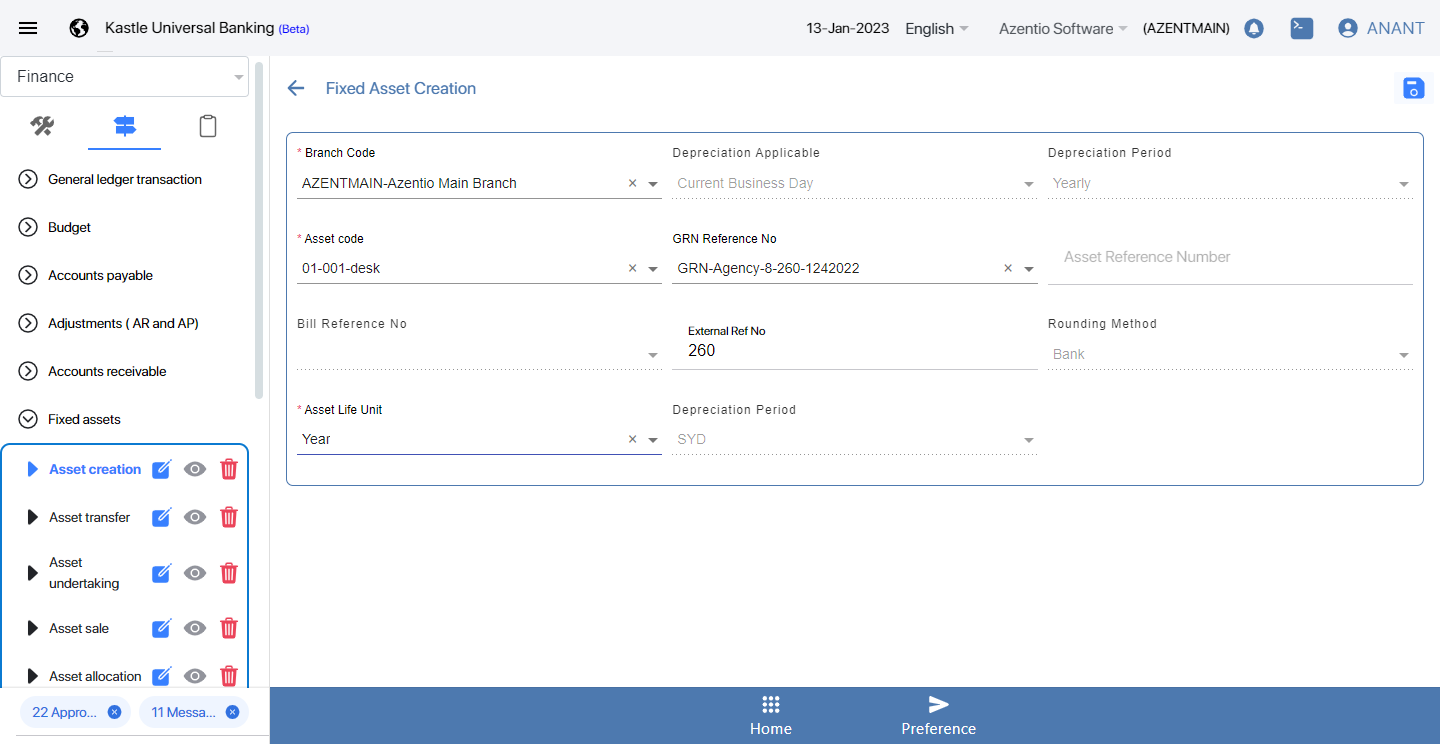 Kastle Universal Banking (Beta)
13-Jan-2023 English Azentio Software (AZENTMAIN) ANANT
Finance
General ledger transaction
Budget
Accounts payable
Adjustments ( AR and AP)
Accounts receivable
Fixed assets
Asset creation
Asset transfer
Asset
undertaking
Asset sale
Asset allocation
22 Appro...
11 Messa...
Fixed Asset Creation
* Branch Code
AZENTMAIN-Azentio Main Branch
Depreciation Applicable
Current Business Day
Depreciation Period
Yearly
* Asset code
01-001-desk
GRN Reference No
GRN-Agency-8-260-1242022
Asset Reference Number
Bill Reference No
External Ref No
260
Rounding Method
Bank
* Asset Life Unit
Year
Depreciation Period
SYD
Home
Preference